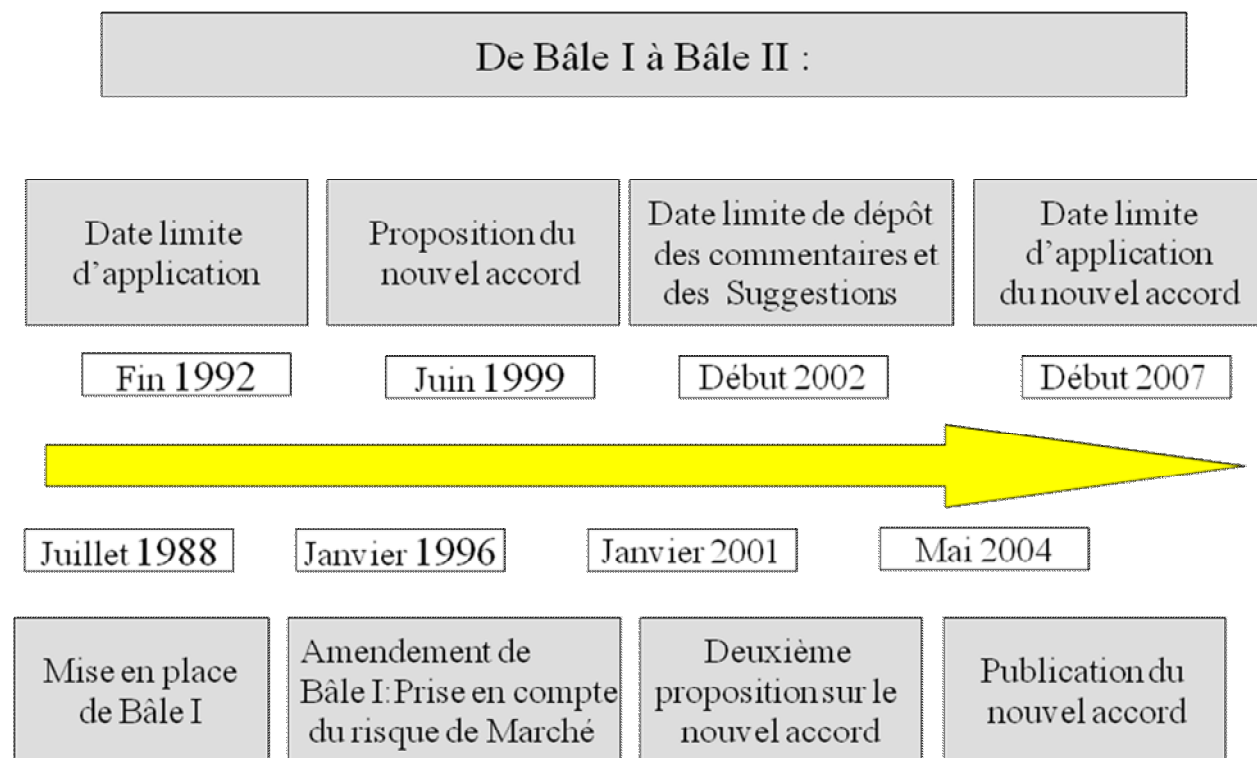 De Bâle I à Bâle II :
Date limite
d’application
Proposition du
nouvel accord
Date limite de dépôt
des commentaires et
des Suggestions
Date limite
d’application
du nouvel accord
Fin 1992
Juin 1999
Début 2002
Début 2007
Juillet 1988
Janvier 1996
Janvier 2001
Mai 2004
Mise en place
de Bâle I
Amendement de
Bâle I:Prise en compte
du risque de Marché
Deuxième
proposition sur le
nouvel accord
Publication du
nouvel accord